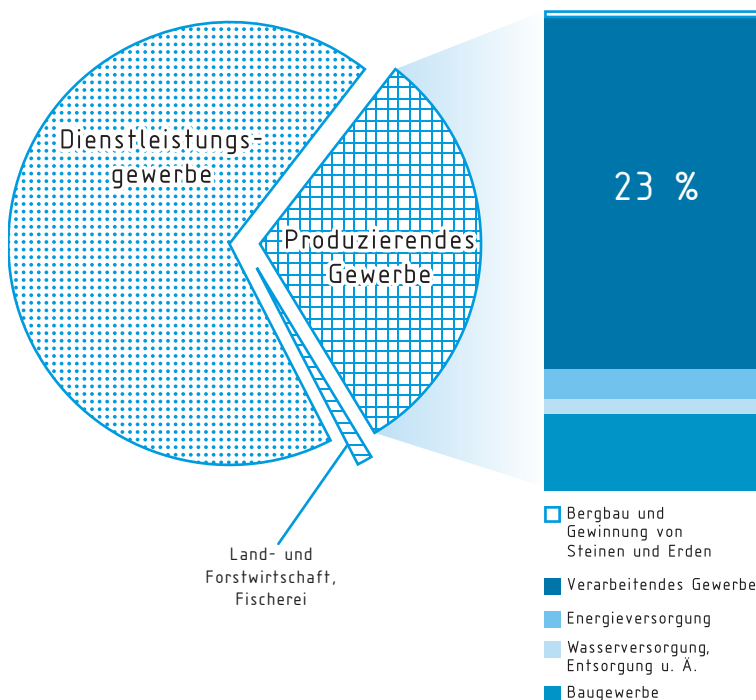 Dienstleistungs-
gewerbe
Produzierendes
Gewerbe
Land- und
Forstwirtschaft,
Fischerei
23 %
Bergbau und
Gewinnung von
Steinen und Erden
Verarbeitendes Gewerbe
Energieversorgung
Wasserversorgung,
Entsorgung u. Ä.
Baugewerbe